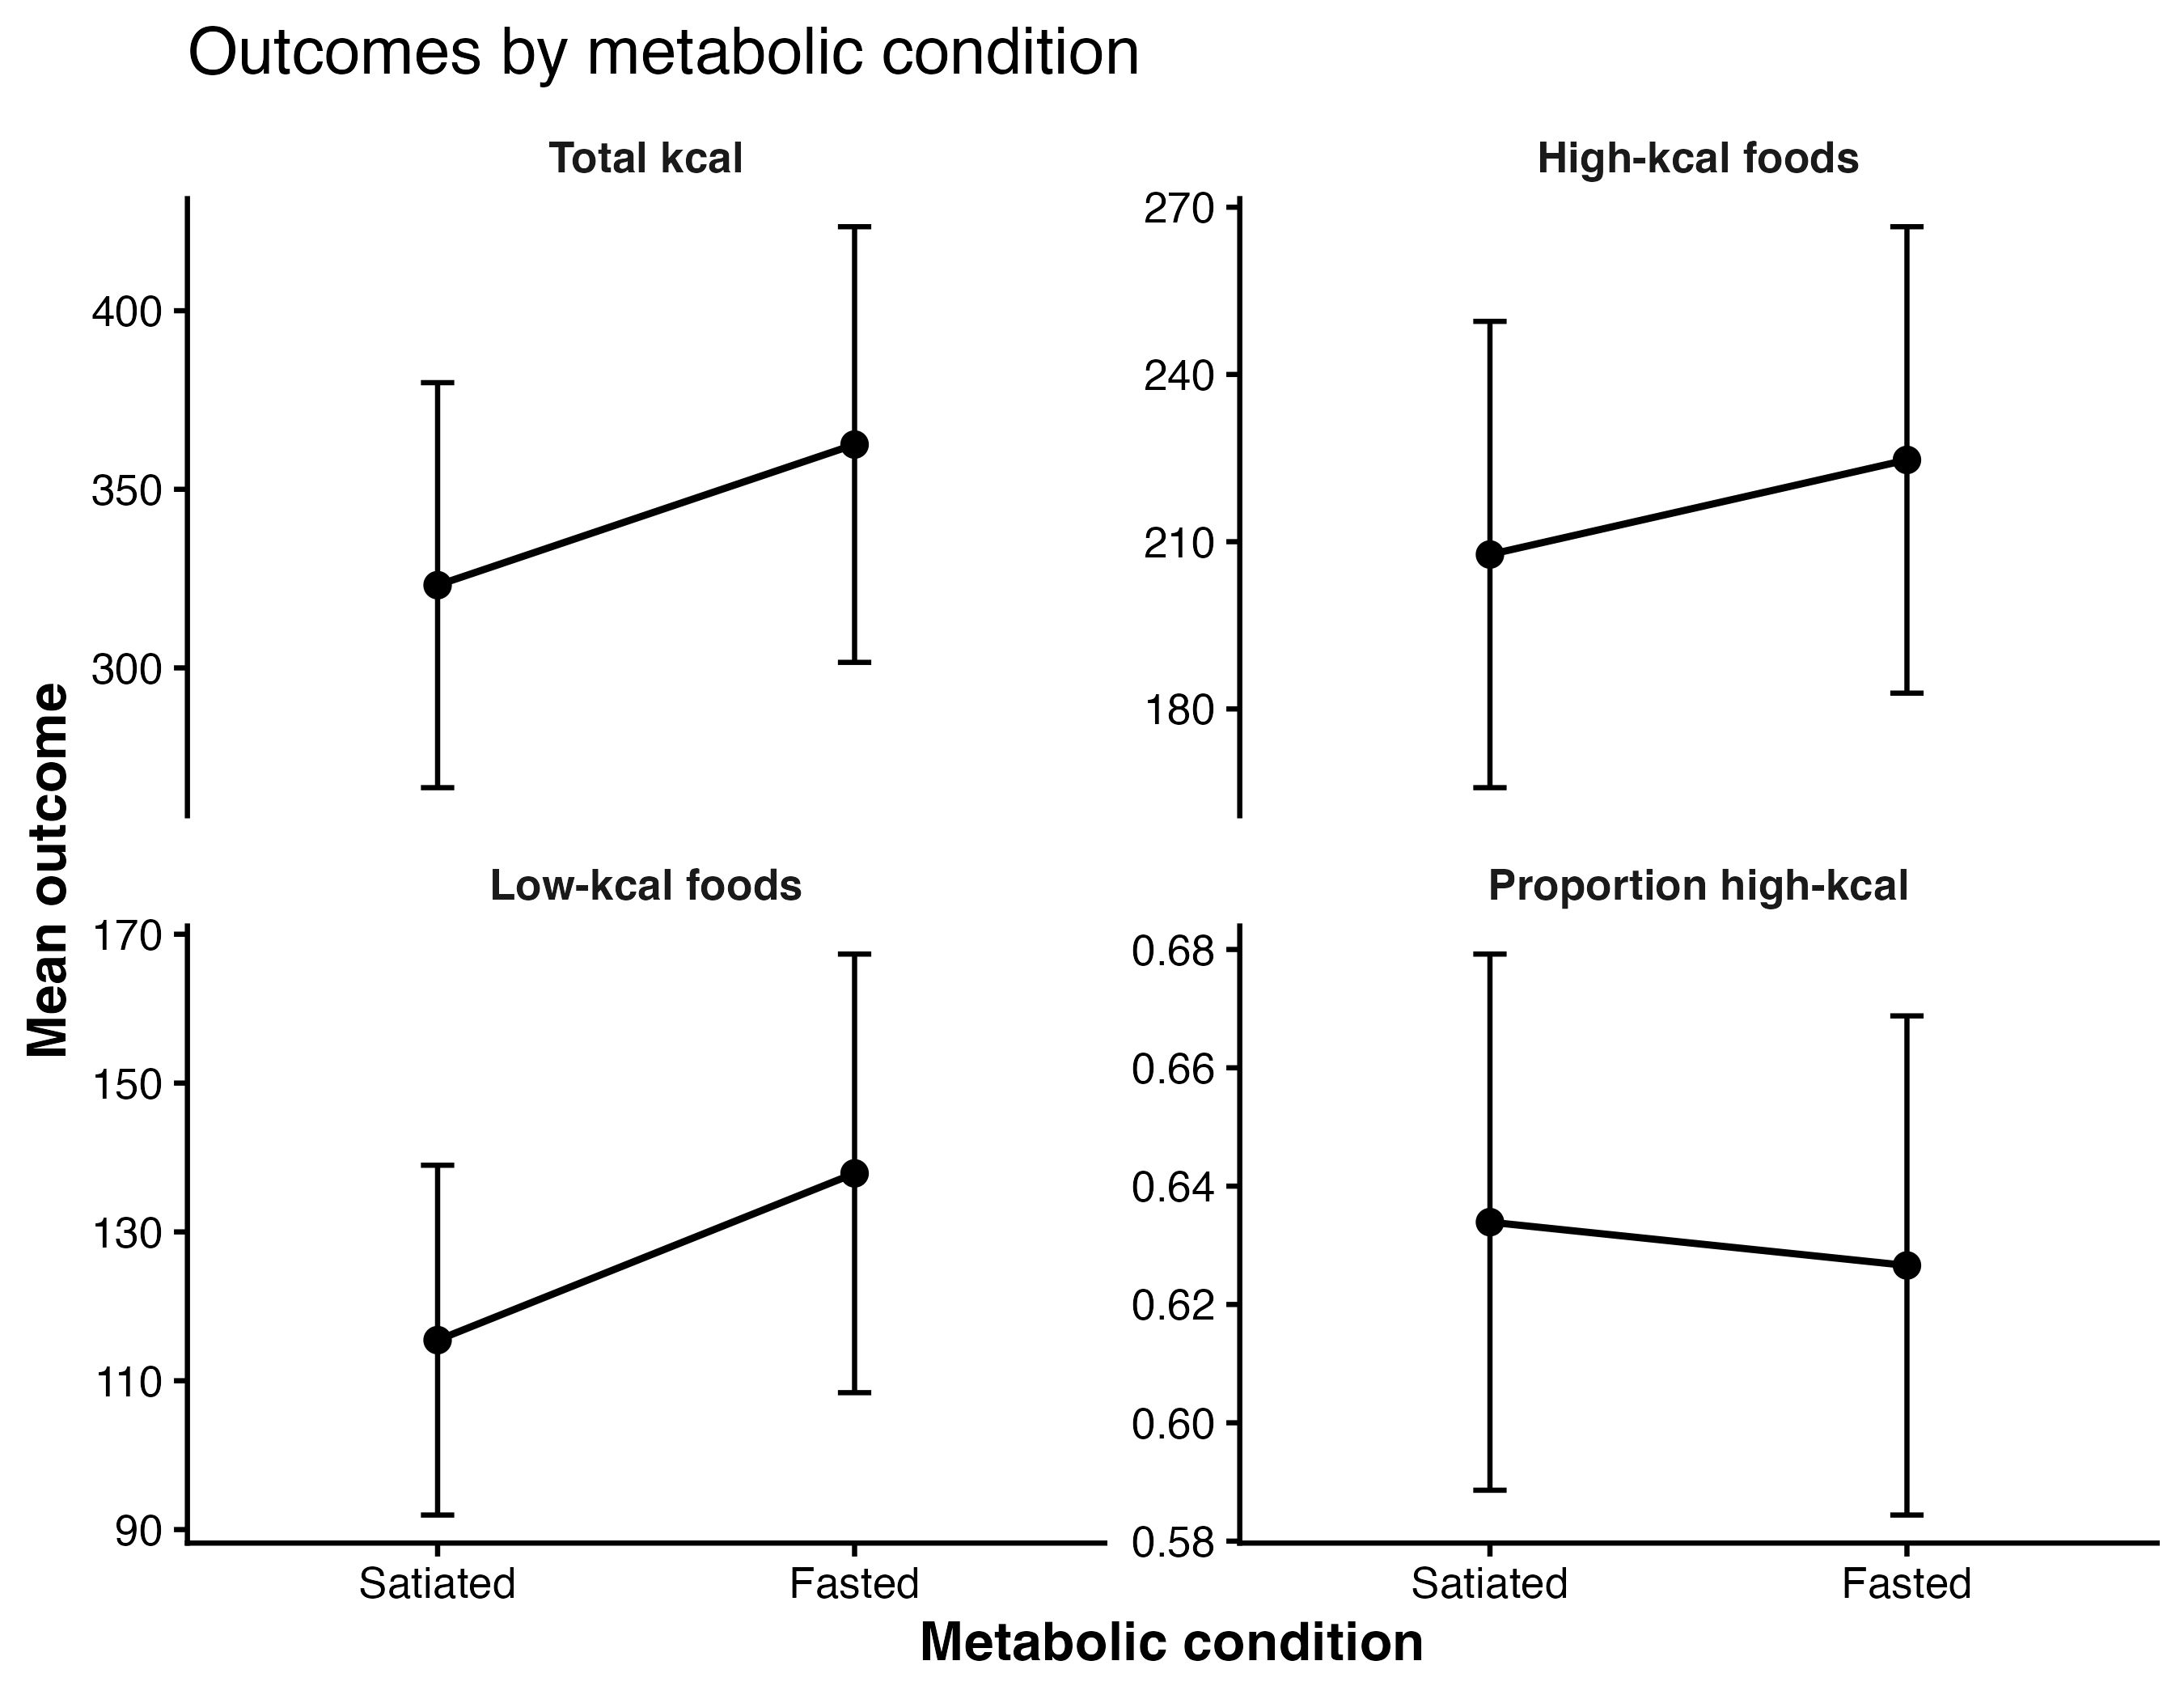 Outcomes by metabolic condition
Total kcal
High-kcal foods
400
350
300
270
240
210
180
Low-kcal foods
Proportion high-kcal
170
150
130
110
90
0.68
0.66
0.64
0.62
0.60
0.58
Satiated Fasted
Satiated Fasted
Metabolic condition
Mean outcome